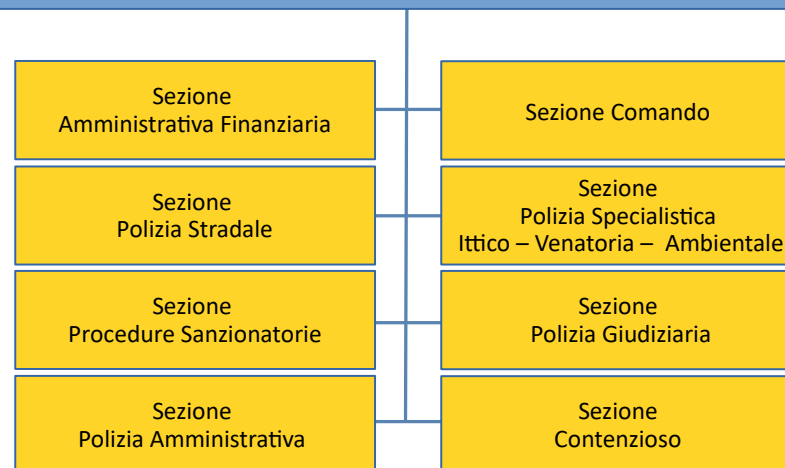 Sezione
Amministrativa Finanziaria
Sezione Comando
Sezione
Polizia Stradale
Sezione
Polizia Specialistica
Ittico – Venatoria – Ambientale
Sezione
Procedure Sanzionatorie
Sezione
Polizia Giudiziaria
Sezione
Polizia Amministrativa
Sezione
Contenzioso